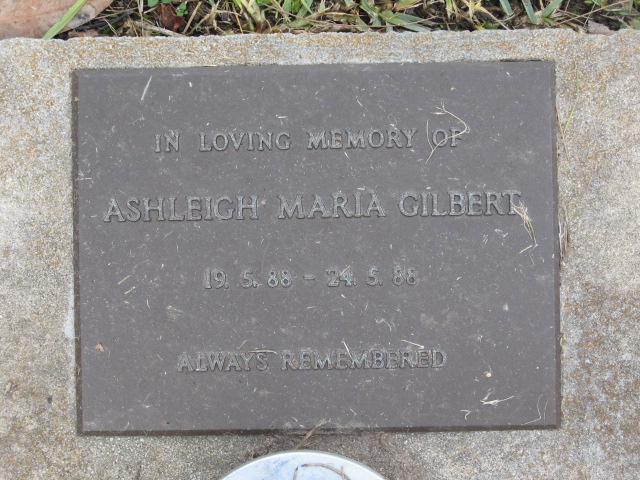 IN LOVING MEMORY OF
ASHLEIGH MARIA GILBERT
19. 5. 88 - 24. 5. 88
ALWAYS REMEMBERED